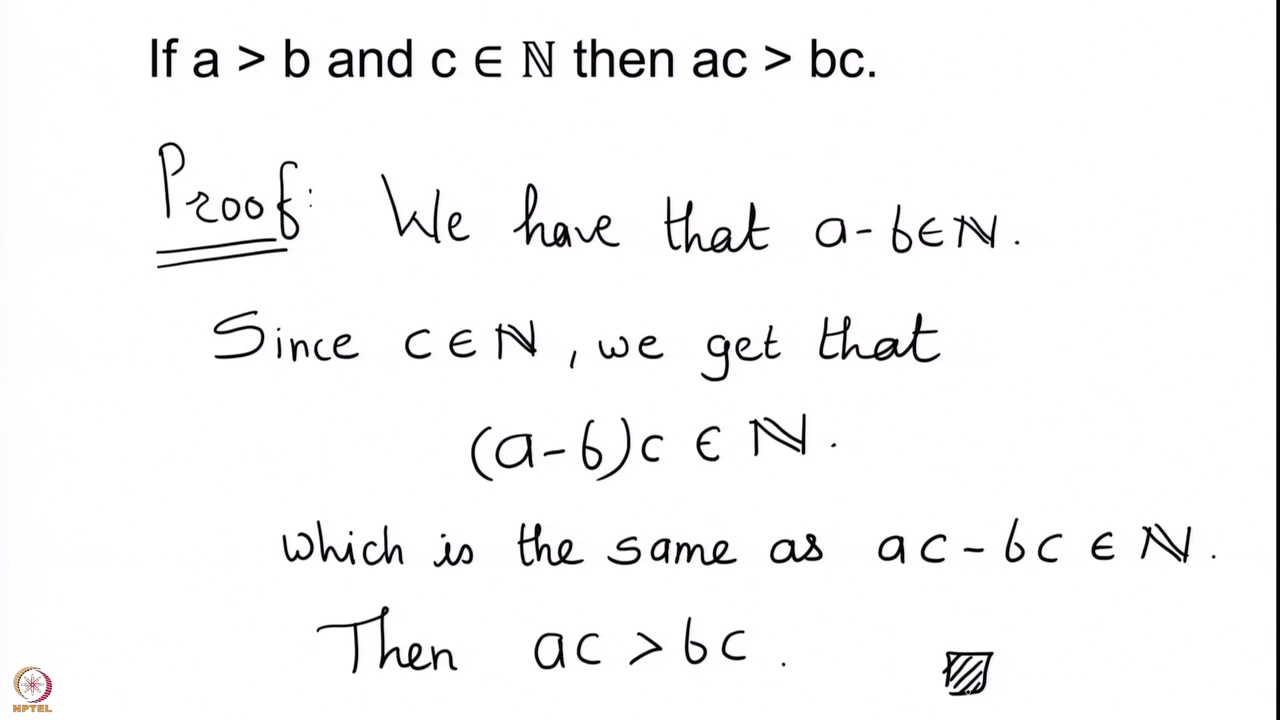 If a > b and c ∈ ℕ then ac > bc.
Proof: We have that a-b∈ℕ.
Since c∈ℕ, we get that
(a-b)c ∈ ℕ.
which is the same as ac-bc ∈ ℕ.
Then ac > bc.
NPTEL